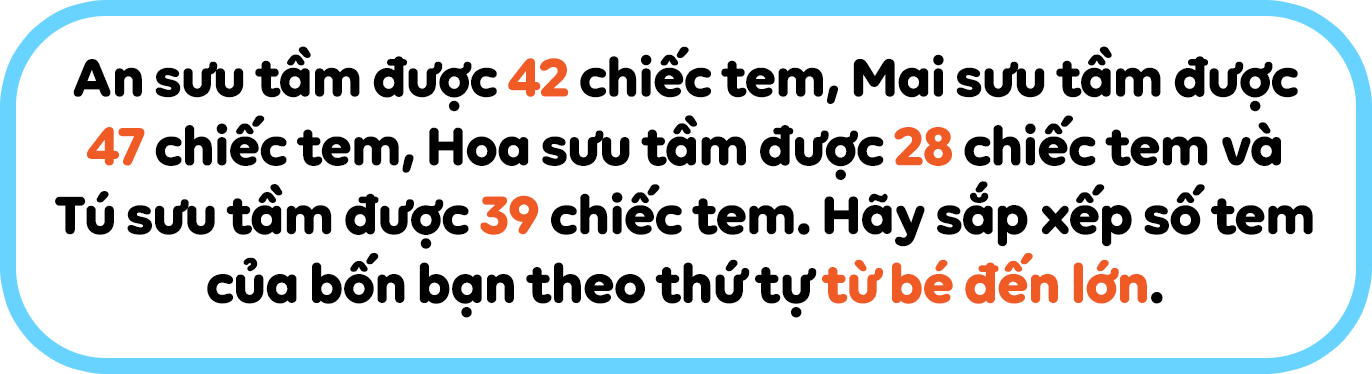 An sưu tầm được 42 chiếc tem, Mai sưu tầm được
47 chiếc tem, Hoa sưu tầm được 28 chiếc tem và
Tú sưu tầm được 39 chiếc tem. Hãy sắp xếp số tem
của bốn bạn theo thứ tự từ bé đến lớn.